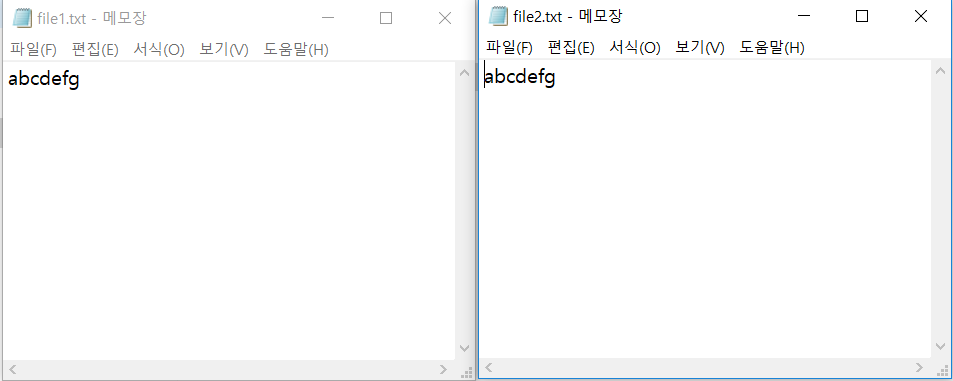 file1.txt - 메모장
파일(F) 편집(E) 서식(O) 보기(V) 도움말(H)
abcdefg
file2.txt - 메모장
파일(F) 편집(E) 서식(O) 보기(V) 도움말(H)
abcdefg